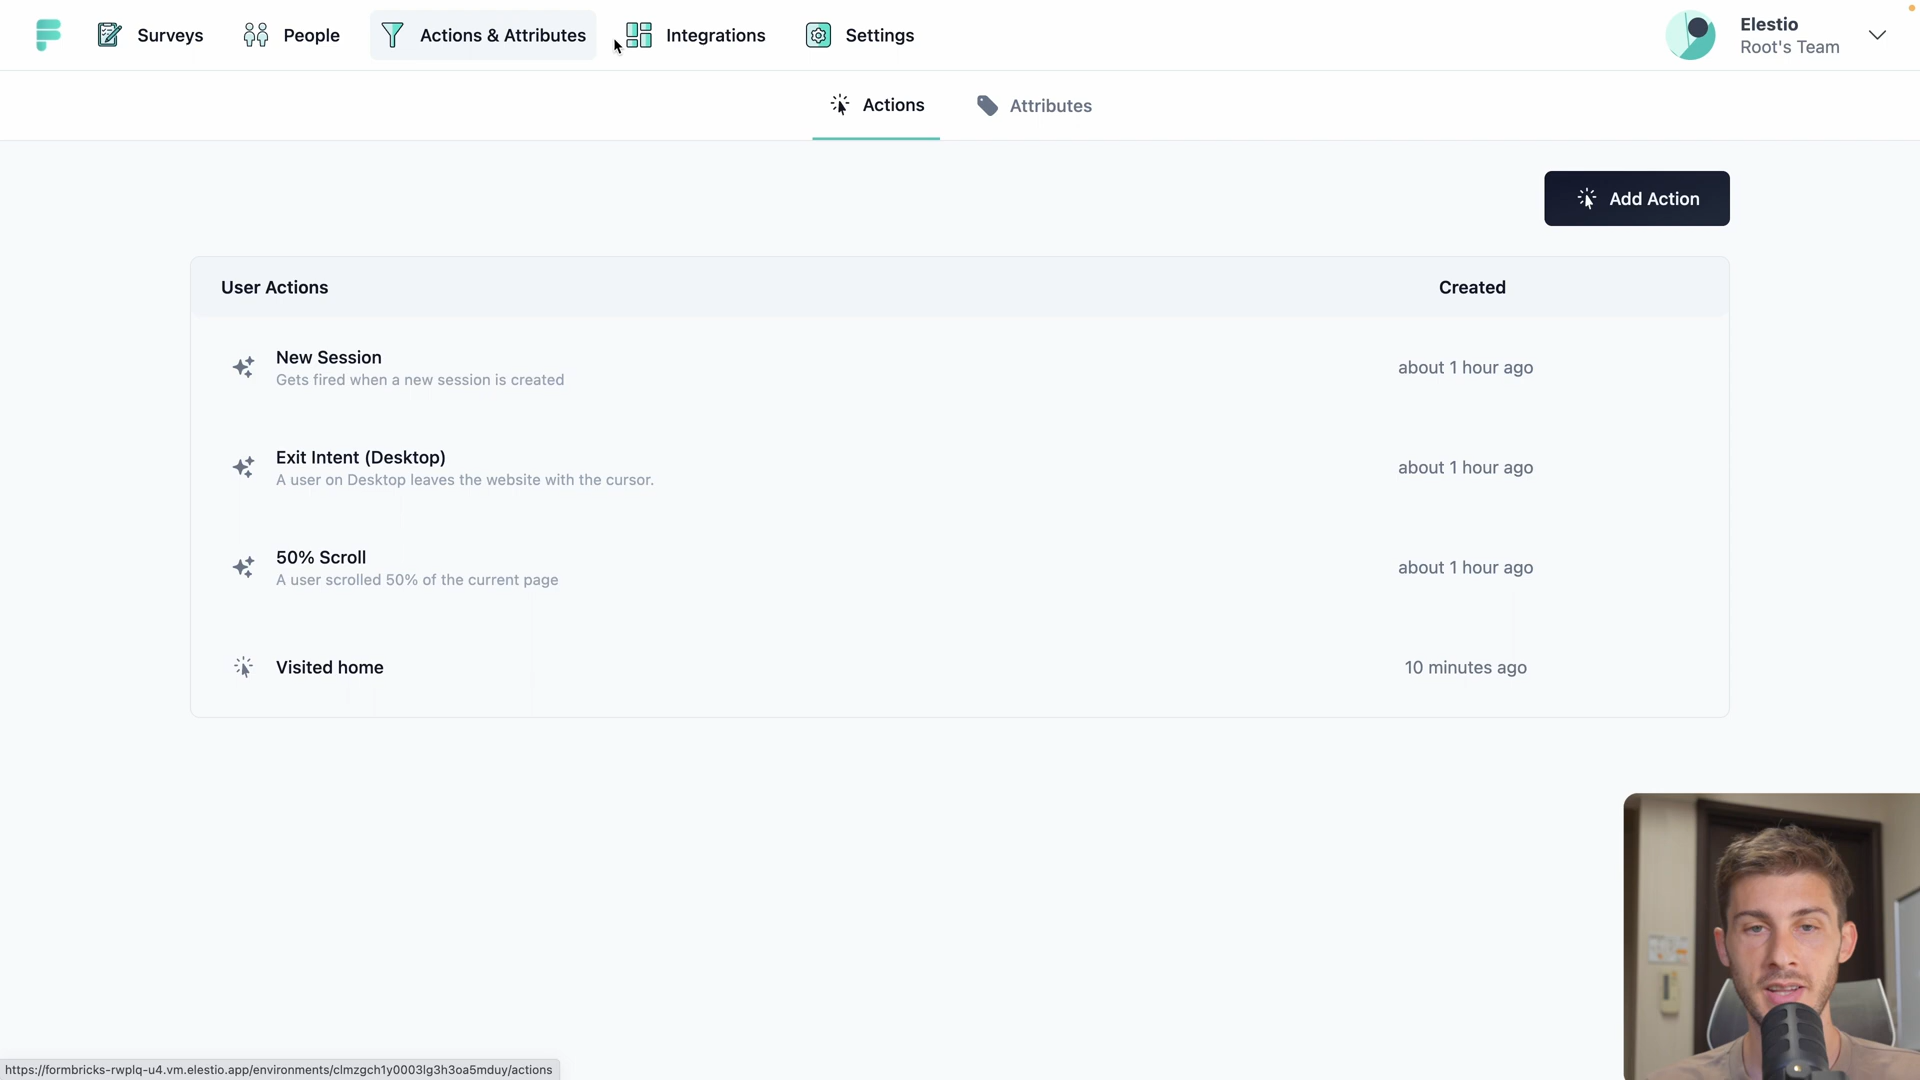 Surveys
People
Actions & Attributes
Integrations
Settings
Elestio
Root's Team
Actions
Attributes
Add Action
User Actions
Created
New Session
Gets fired when a new session is created
about 1 hour ago
Exit Intent (Desktop)
A user on Desktop leaves the website with the cursor.
about 1 hour ago
50% Scroll
A user scrolled 50% of the current page
about 1 hour ago
Visited home
10 minutes ago
https://formbricks-rwplq-u4.vm.elestio.app/environments/clmzgch1y0003lg3h3oa5mduy/actions